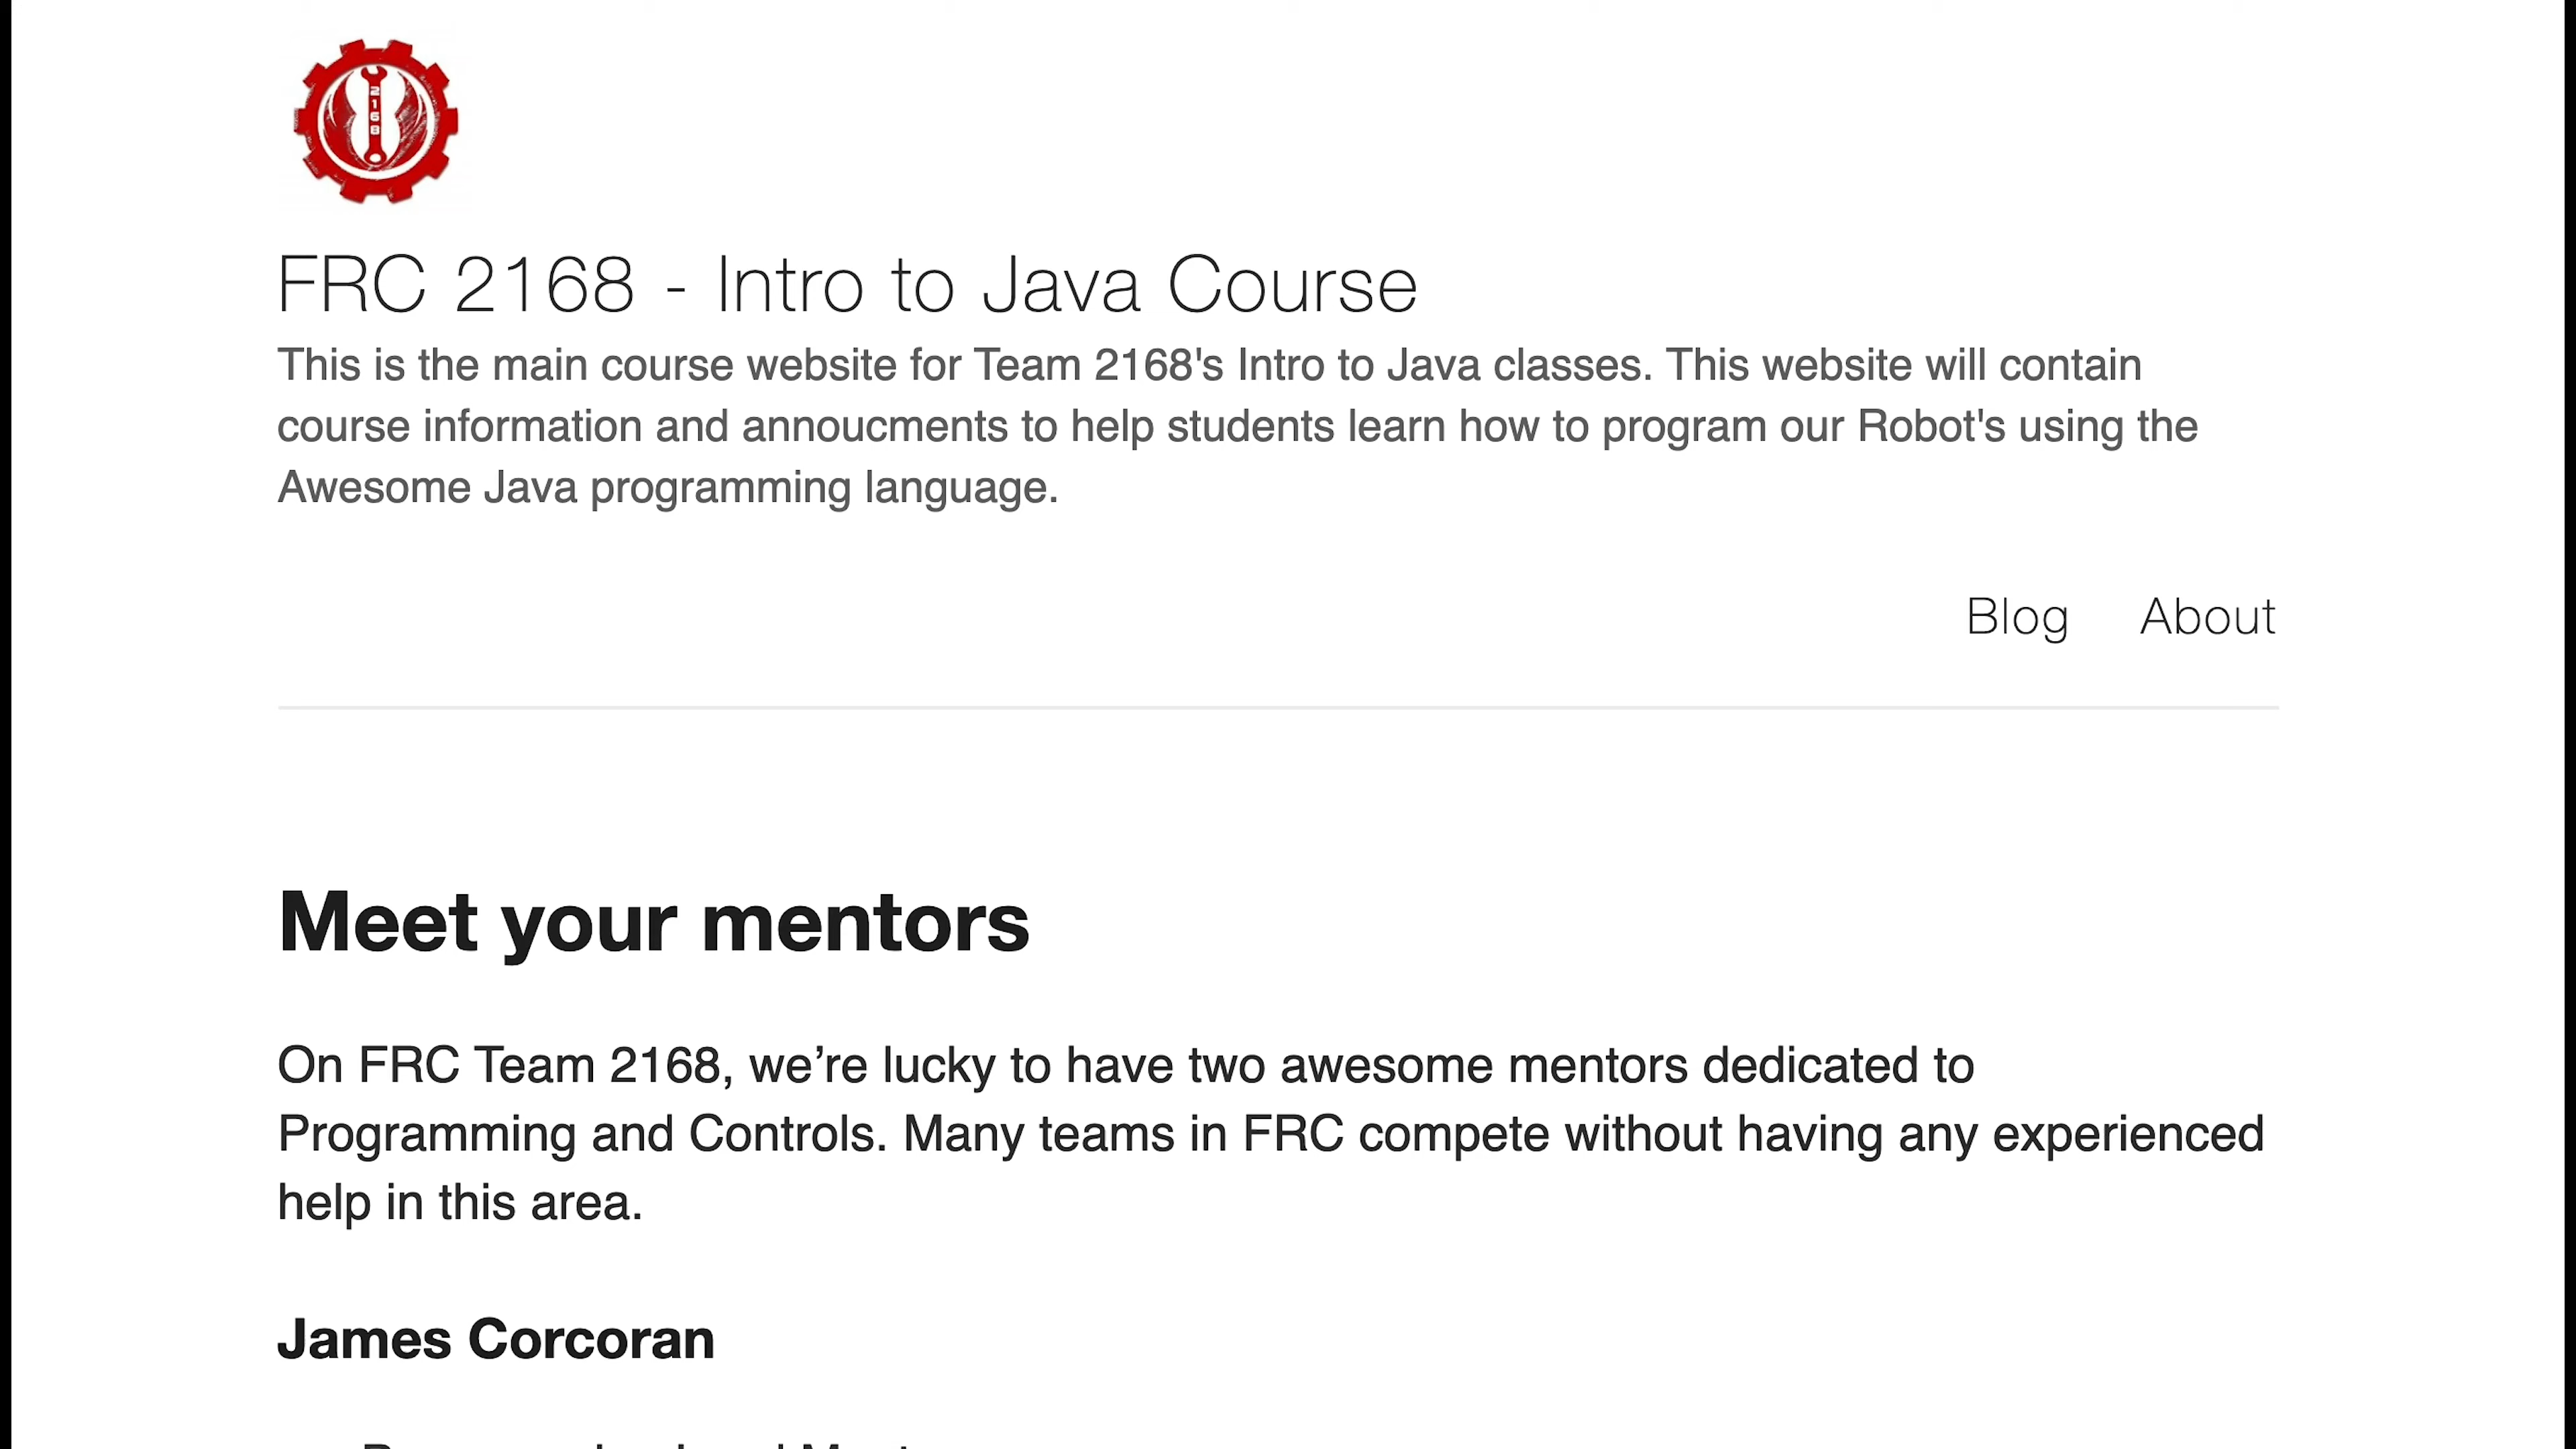 2168
FRC 2168 - Intro to Java Course
This is the main course website for Team 2168's Intro to Java classes. This website will contain
course information and annoucments to help students learn how to program our Robot's using the
Awesome Java programming language.
Blog About
Meet your mentors
On FRC Team 2168, we’re lucky to have two awesome mentors dedicated to
Programming and Controls. Many teams in FRC compete without having any experienced
help in this area.
James Corcoran